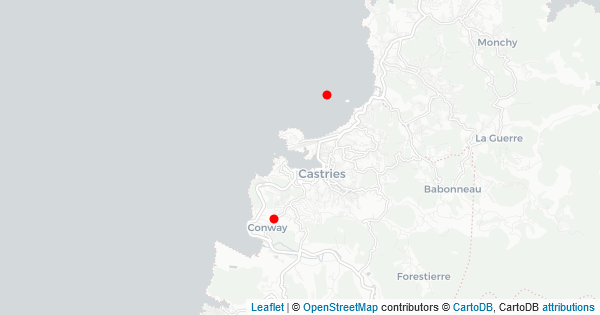 Monchy
La Guerre
Castries
Babonneau
Conway
Forestierre
Leaflet | © OpenStreetMap contributors © CartoDB, CartoDB attributions